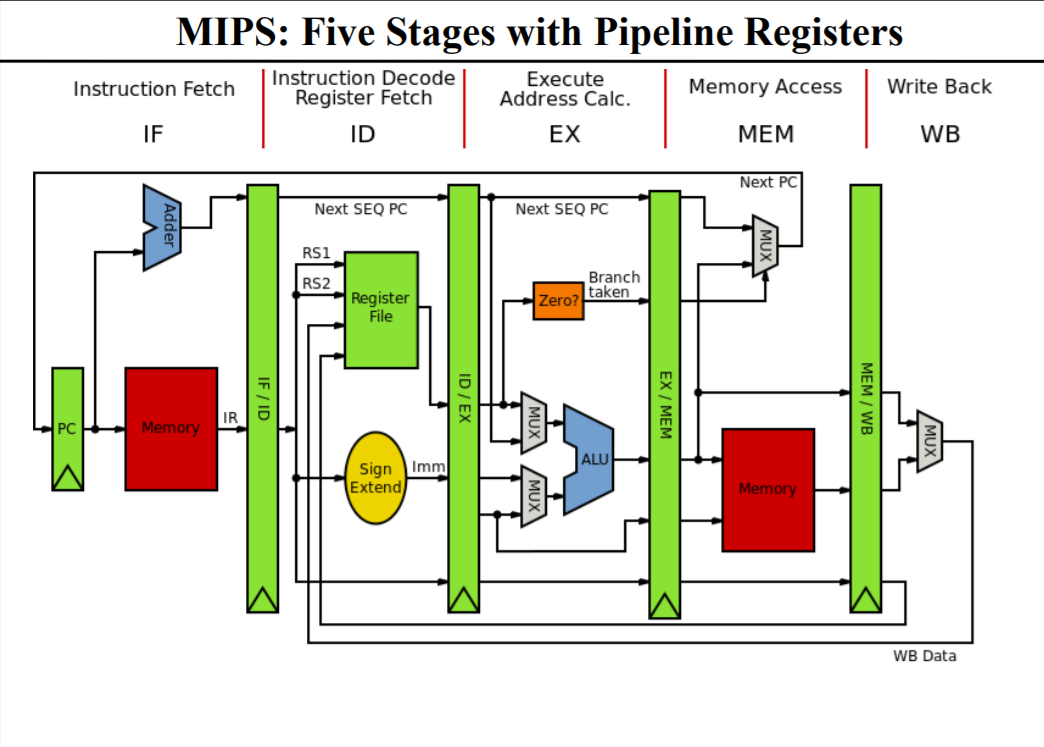 MIPS: Five Stages with Pipeline Registers
Instruction Fetch
IF
Instruction Decode
Register Fetch
ID
Execute
Address Calc.
EX
Memory Access
MEM
Write Back
WB
Next PC
Adder
Next SEQ PC
Next SEQ PC
MUX
RS1
RS2
Register
File
Zero?
Branch
taken
PC
Memory
IR
IF / ID
ID / EX
MUX
ALU
EX / MEM
MEM / WB
MUX
Sign
Extend
Imm
MUX
Memory
WB Data